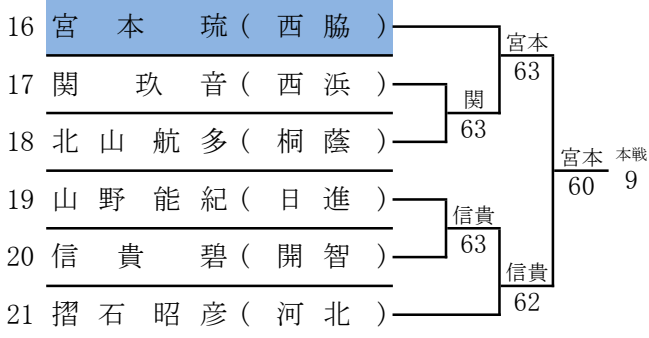 16 宮本 琉(西脇)
17 関 玖音(西浜)
18 北山航多(桐蔭)
19 山野能紀(日進)
20 信貴 碧(開智)
21 摺石昭彦(河北)
関
63
信貴
63
宮本
63
信貴
62
宮本
60
本戦
9